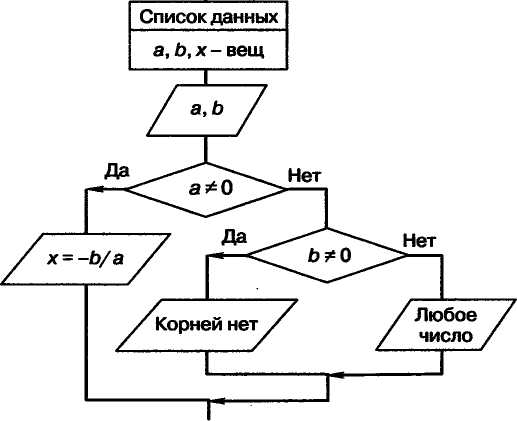 Список данных
a, b, x – вещ
a, b
Да
a ≠ 0
Нет
x = –b/ a
Да
b ≠ 0
Нет
Корней нет
Любое
число